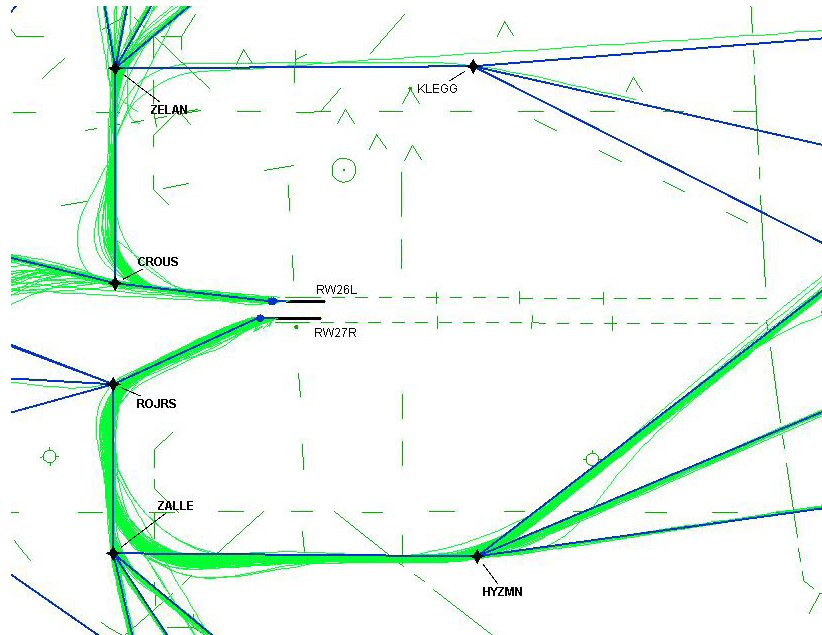 ZELAN
KLEGG
CROUS
RW26L
RW27R
ROJRS
ZALLE
HYZMN